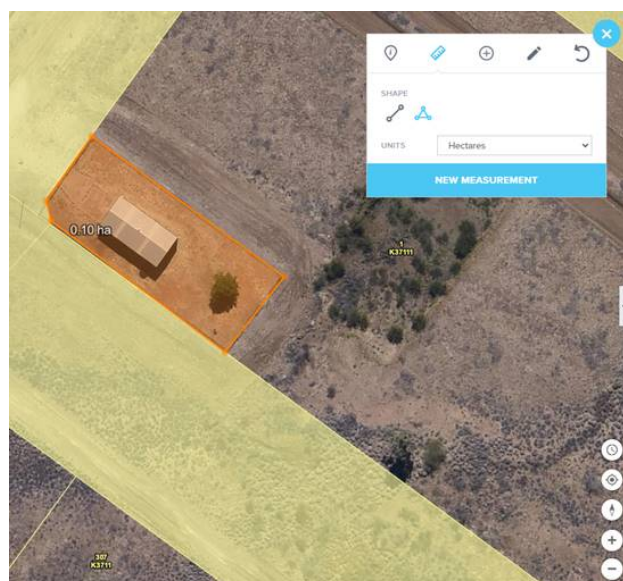 SHAPE
UNITS
Hectares
NEW MEASUREMENT
0.10 ha
1
K37111
307
K3711